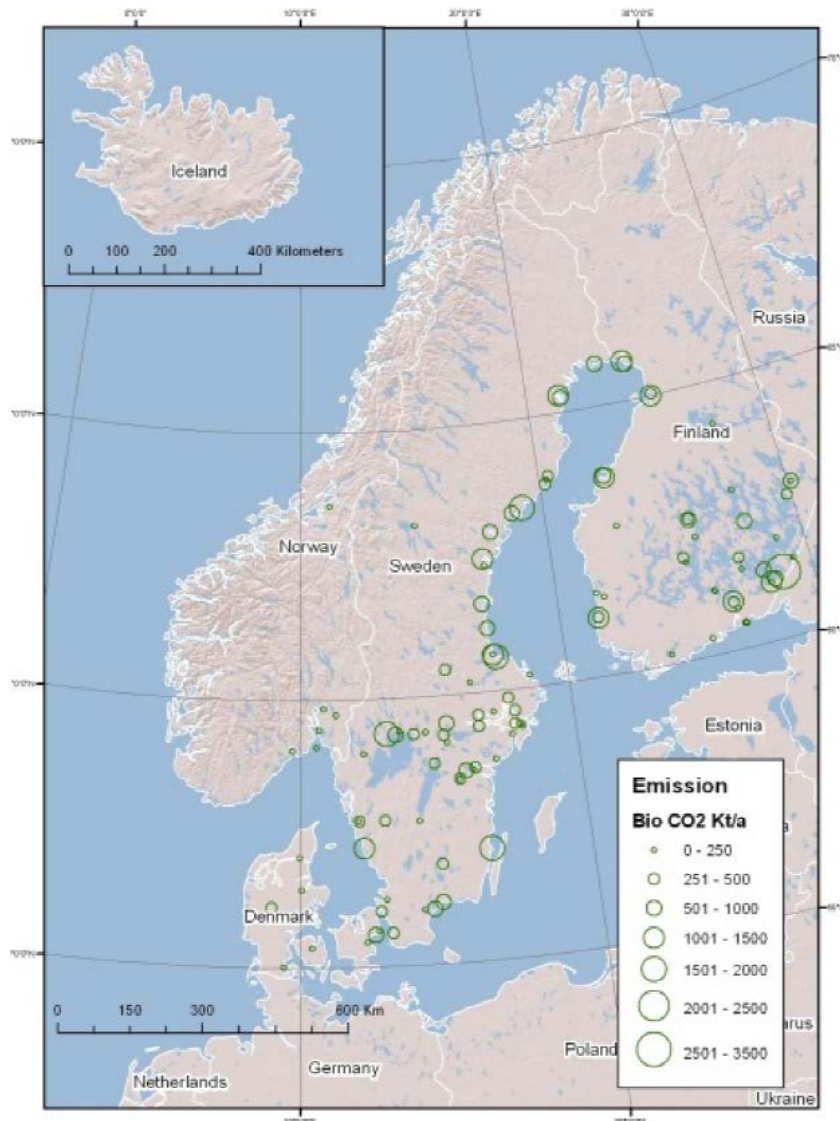 Iceland
0 100 200 400 Kilometers
Russia
Finland
Norway
Sweden
Estonia
Denmark
0 150 300 600 Km
Netherlands
Germany
Poland
Ukraine
Emission
Bio CO2 Kt/a
0 - 250
251 - 500
501 - 1000
1001 - 1500
1501 - 2000
2001 - 2500
2501 - 3500
arus